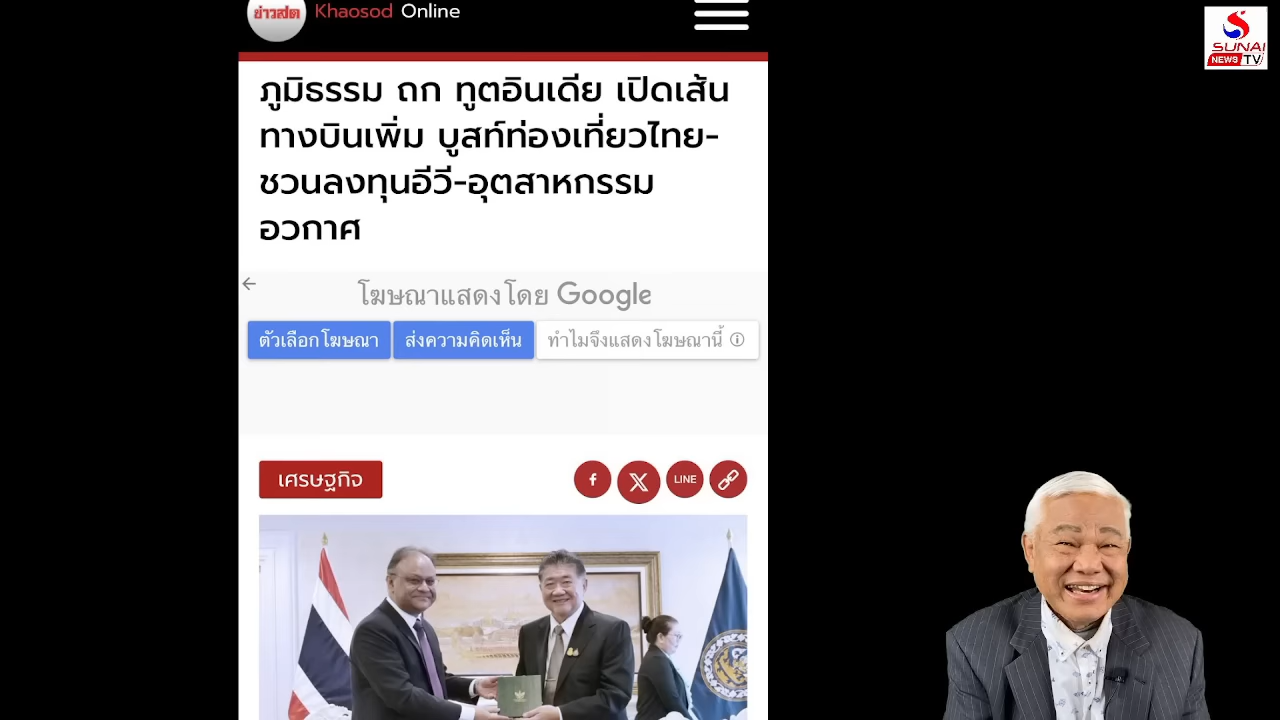 ข่าวสด
Khaosod Online
SUNAI
NEWS TV
ภูมิธรรม ถก ทูตอินเดีย เปิดเส้น
ทางบินเพิ่ม บูสท์ท่องเที่ยวไทย-
ชวนลงทุนอีวี-อุตสาหกรรม
อวกาศ
โฆษณาแสดงโดย Google
ตัวเลือกโฆษณา ส่งความคิดเห็น ทำไมจึงแสดงโฆษณานี้
เศรษฐกิจ
LINE